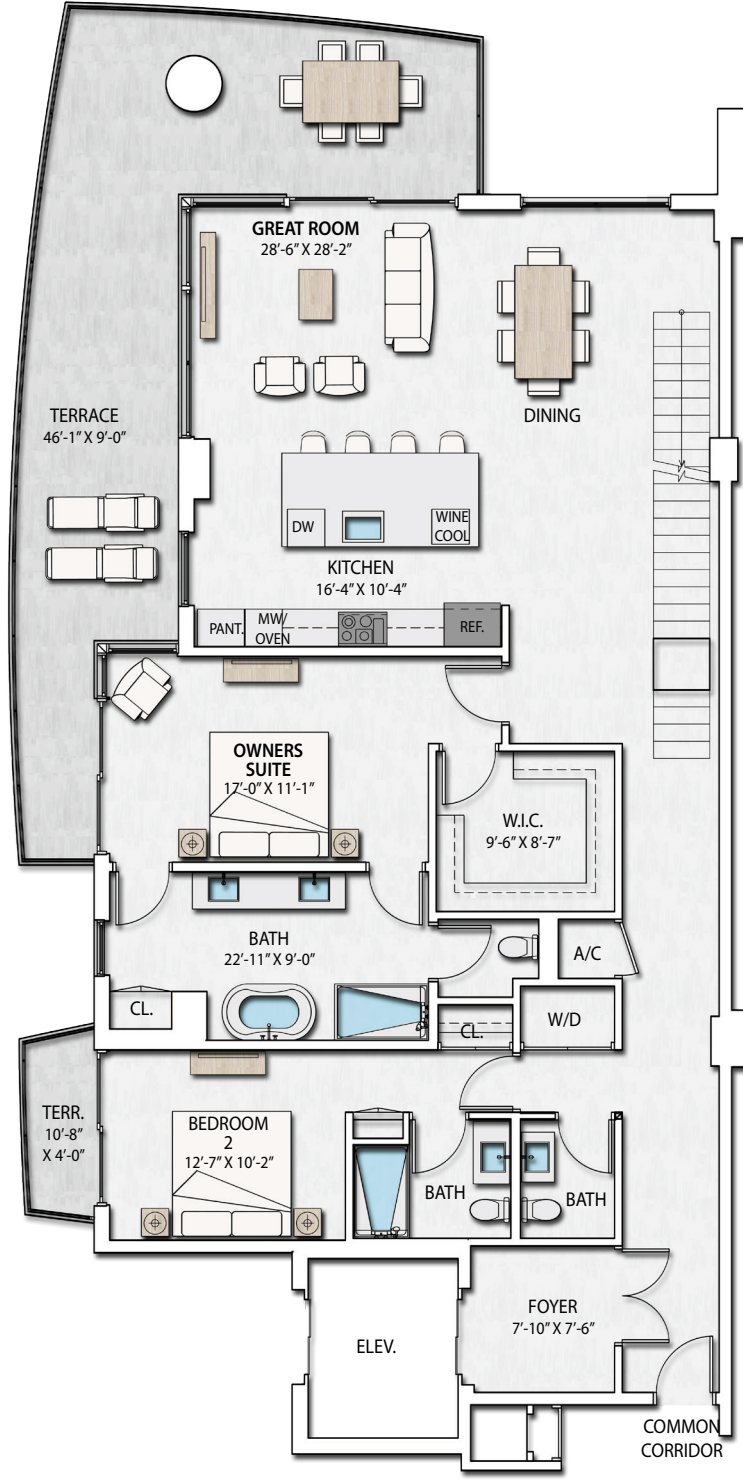 GREAT ROOM
28'-6" X 28'-2"
DINING
TERRACE
46'-1" X 9'-0"
DW
WINE
COOL
KITCHEN
16'-4" X 10'-4"
PANT.
MW/
OVEN
REF.
OWNERS
SUITE
17'-0" X 11'-1"
W.I.C.
9'-6" X 8'-7"
BATH
22'-11" X 9'-0"
A/C
CL.
W/D
CL.
TERR.
10'-8"
X 4'-0"
BEDROOM
2
12'-7" X 10'-2"
BATH
BATH
FOYER
7'-10" X 7'-6"
ELEV.
COMMON
CORRIDOR